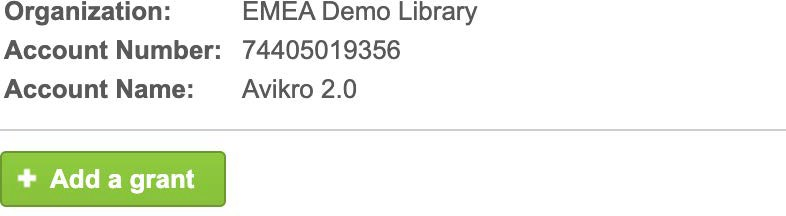 Organization: EMEA Demo Library
Account Number: 74405019356
Account Name: Avikro 2.0
+ Add a grant